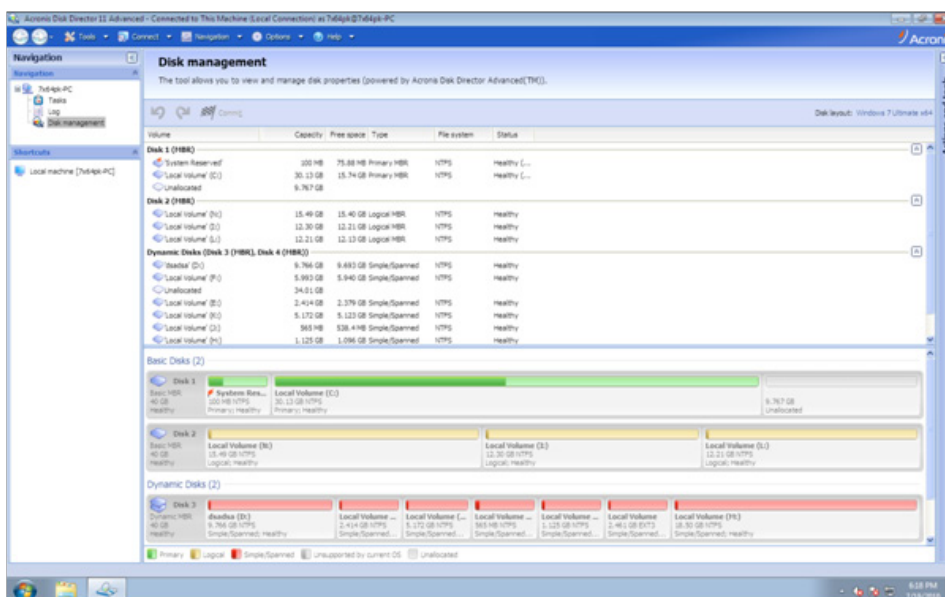 Acronis Disk Director 11 Advanced - Connected to This Machine (Local Connection) as 7x64pk@7x64pk-PC
Tools Connect Navigation Options Help Acronis
Navigation
Navigation
7x64pk-PC
Tasks
Log
Disk management
Shortcuts
Local machine [7x64pk-PC]
Disk management
The tool allows you to view and manage disk properties (powered by Acronis Disk Director Advanced(TM)).
Commit Disk layout: Windows 7 Ultimate x64
Volume Capacity Free space Type File system Status
Disk 1 (MBR)
'System Reserved' 100 MB 75.88 MB Primary MBR NTFS Healthy (...
'Local Volume' (C:) 30.13 GB 15.74 GB Primary MBR NTFS Healthy (...
Unallocated 9.767 GB
Disk 2 (MBR)
'Local Volume' (N:) 15.49 GB 15.40 GB Logical MBR NTFS Healthy
'Local Volume' (I:) 12.30 GB 12.21 GB Logical MBR NTFS Healthy
'Local Volume' (L:) 12.21 GB 12.13 GB Logical MBR NTFS Healthy
Dynamic Disks (Disk 3 (MBR), Disk 4 (MBR))
'dsadsa' (D:) 9.766 GB 9.683 GB Simple/Spanned NTFS Healthy
'Local Volume' (F:) 5.993 GB 5.940 GB Simple/Spanned NTFS Healthy
Unallocated 34.01 GB
'Local Volume' (E:) 2.414 GB 2.379 GB Simple/Spanned NTFS Healthy
'Local Volume' (K:) 5.172 GB 5.123 GB Simple/Spanned NTFS Healthy
'Local Volume' (J:) 565 MB 538.4 MB Simple/Spanned NTFS Healthy
'Local Volume' (H:) 1.125 GB 1.096 GB Simple/Spanned NTFS Healthy
Basic Disks (2)
Disk 1 System Res... Local Volume (C:)
Basic MBR 100 MB NTFS 30.13 GB NTFS 9.767 GB
40 GB Primary; Healthy Primary; Healthy Unallocated
Healthy
Disk 2
Basic MBR Local Volume (N:) Local Volume (I:) Local Volume (L:)
40 GB 15.49 GB NTFS 12.30 GB NTFS 12.21 GB NTFS
Healthy Logical; Healthy Logical; Healthy Logical; Healthy
Dynamic Disks (2)
Disk 3
Dynamic MBR dsadsa (D:) Local Volume ... Local Volume (... Local Volume ... Local Volume ... Local Volume Local Volume (M:)
40 GB 9.766 GB NTFS 2.414 GB NTFS 5.172 GB NTFS 565 MB NTFS 1.125 GB NTFS 2.461 GB EXT3 18.50 GB NTFS
Healthy Simple/Spanned; Healthy Simple/Spanned... Simple/Spanned... Simple/Spanned... Simple/Spanned... Simple/Spanned... Simple/Spanned; Healthy
Primary Logical Simple/Spanned Unsupported by current OS Unallocated
6:18 PM